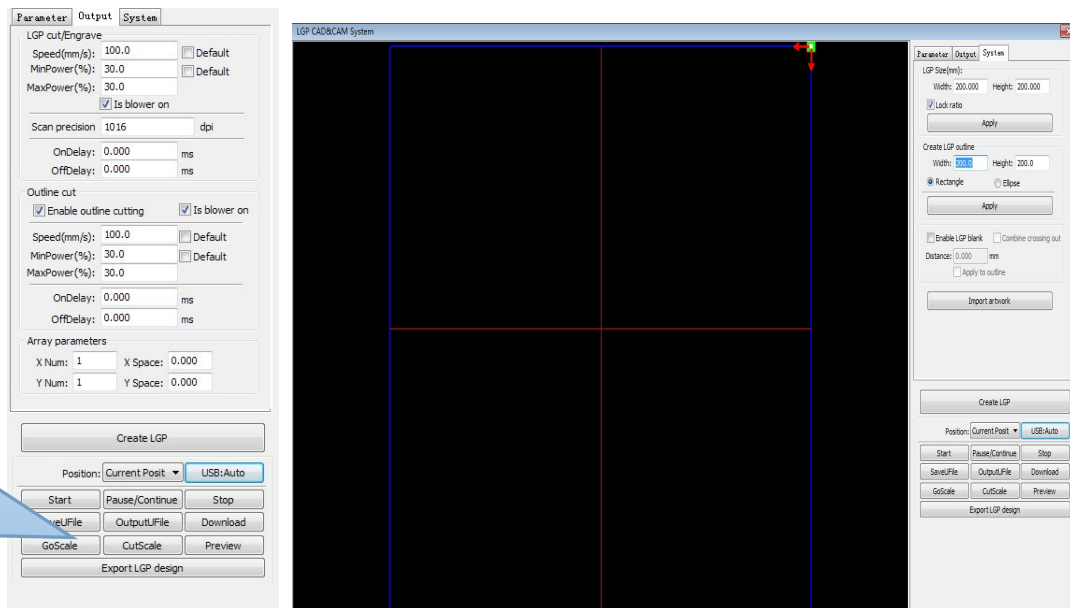 Parameter Output System
LGP cut/Engrave
Speed(mm/s): 100.0 Default
MinPower(%): 30.0 Default
MaxPower(%): 30.0
Is blower on
Scan precision 1016 dpi
OnDelay: 0.000 ms
OffDelay: 0.000 ms
Outline cut
Enable outline cutting Is blower on
Speed(mm/s): 100.0 Default
MinPower(%): 30.0 Default
MaxPower(%): 30.0
OnDelay: 0.000 ms
OffDelay: 0.000 ms
Array parameters
X Num: 1 X Space: 0.000
Y Num: 1 Y Space: 0.000
Create LGP
Position: Current Posit USB:Auto
Start Pause/Continue Stop
veUFile OutputUFile Download
GoScale CutScale Preview
Export LGP design
LGP CAD&CAM System
Parameter Output System
LGP Size(mm):
Width: 200.000 Height: 200.000
Lock ratio
Apply
Create LGP outline
Width: 200.0 Height: 200.0
Rectangle Elipse
Apply
Enable LGP blank Combine crossing out
Distance: 0.000 mm
Apply to outline
Import artwork
Create LGP
Position: Current Posit USB:Auto
Start Pause/Continue Stop
SaveUFile OutputUFile Download
GoScale CutScale Preview
Export LGP design